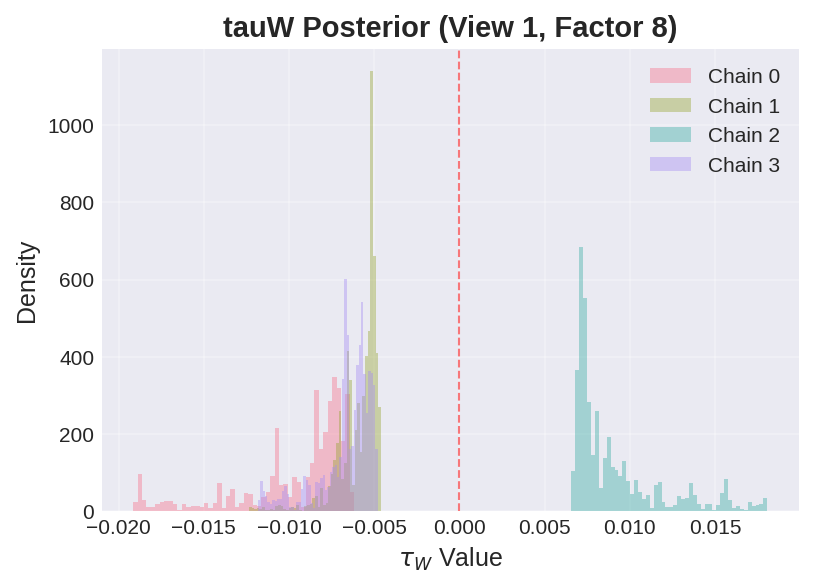 tauW Posterior (View 1, Factor 8)
Chain 0
Chain 1
Chain 2
Chain 3
Density
1000
800
600
400
200
0
−0.020 −0.015 −0.010 −0.005 0.000 0.005 0.010 0.015
τW Value